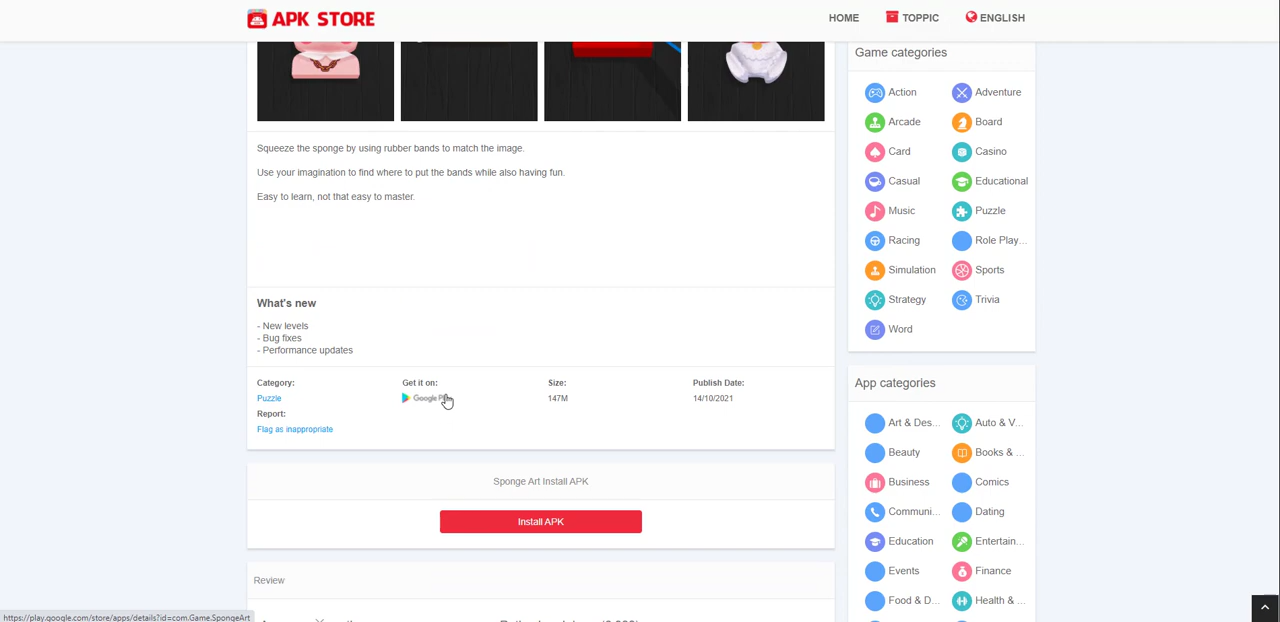 APK STORE
HOME
TOPPIC
ENGLISH
Game categories
Action
Adventure
Arcade
Board
Card
Casino
Casual
Educational
Music
Puzzle
Racing
Role Play...
Simulation
Sports
Strategy
Trivia
Word
Squeeze the sponge by using rubber bands to match the image.
Use your imagination to find where to put the bands while also having fun.
Easy to learn, not that easy to master.
What's new
- New levels
- Bug fixes
- Performance updates
Category:
Puzzle
Get it on:
Google
Size:
147M
Publish Date:
14/10/2021
Report:
Flag as inappropriate
Sponge Art Install APK
Install APK
Review
App categories
Art & Des...
Auto & V...
Beauty
Books & ...
Business
Comics
Communi...
Dating
Education
Entertain...
Events
Finance
Food & D...
Health & ...
https://play.google.com/store/apps/details?id=com.Game.SpongeArt